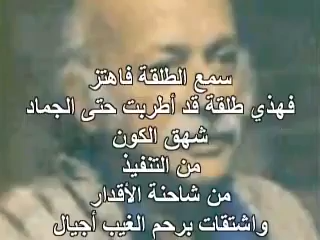 سمع الطلقة فاهتز
فهذي طلقة قد أطربت حتى الجماد
شهق الكون
من التنفيذ
من شاحنة الأقدار
واشتقات برحم الغيب أجيال